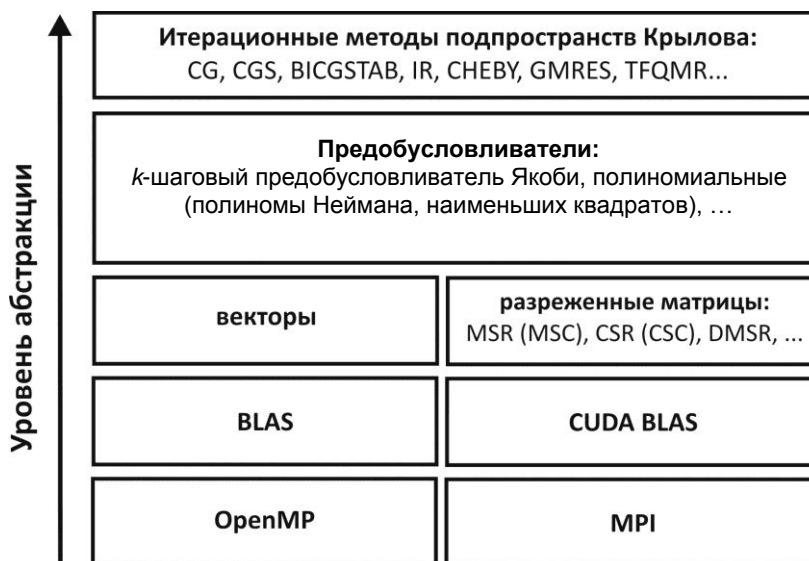 Уровень абстракции
Итерационные методы подпространств Крылова:
CG, CGS, BICGSTAB, IR, CHEBY, GMRES, TFQMR...
Предобусловливатели:
k-шаговый предобусловливатель Якоби, полиномиальные
(полиномы Неймана, наименьших квадратов), …
векторы
разреженные матрицы:
MSR (MSC), CSR (CSC), DMSR, ...
BLAS
CUDA BLAS
OpenMP
MPI